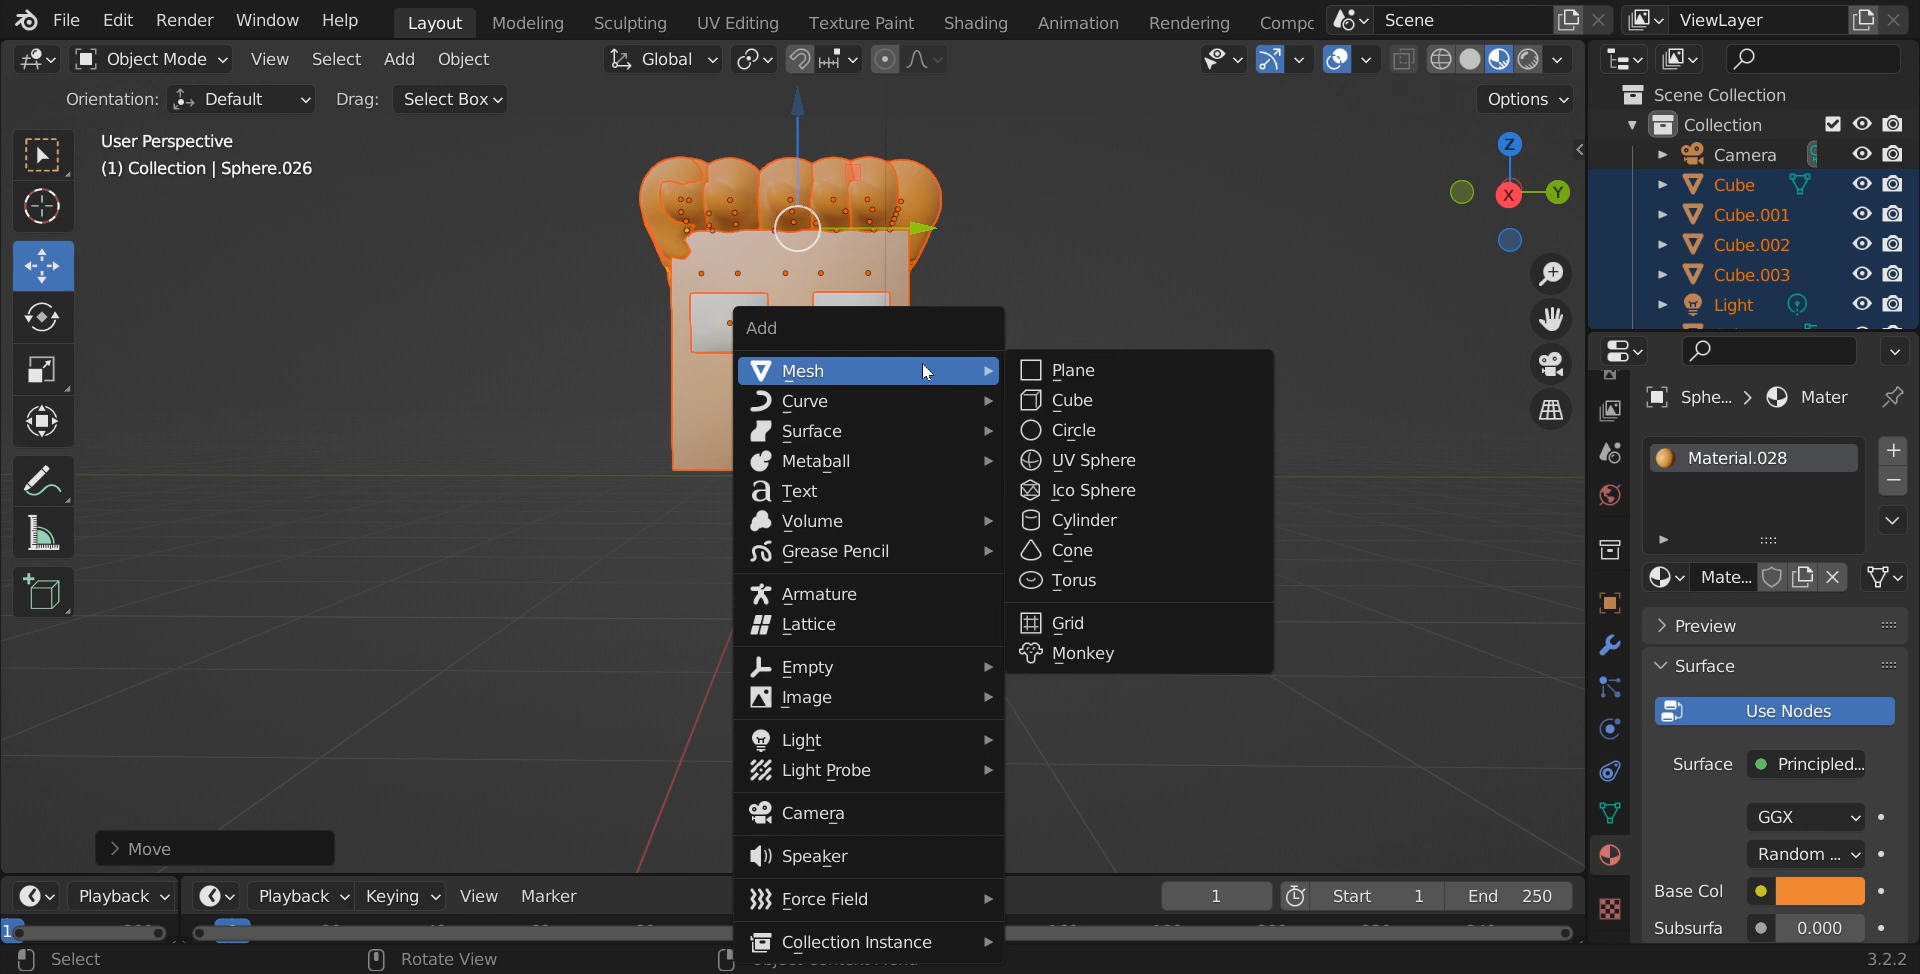 File Edit Render Window Help Layout Modeling Sculpting UV Editing Texture Paint Shading Animation Rendering Compc Scene ViewLayer
Object Mode View Select Add Object Global
Orientation: Default Drag: Select Box Options
User Perspective
(1) Collection | Sphere.026
Z
Y
X
Scene Collection
Collection
Camera
Cube
Cube.001
Cube.002
Cube.003
Light
Add
Mesh
Curve
Surface
Metaball
Text
Volume
Grease Pencil
Armature
Lattice
Empty
Image
Light
Light Probe
Camera
Speaker
Force Field
Collection Instance
Plane
Cube
Circle
UV Sphere
Ico Sphere
Cylinder
Cone
Torus
Grid
Monkey
Sphe... Mater
Material.028
Mate...
Preview
Surface
Use Nodes
Surface Principled...
GGX
Random ...
Base Col
Subsurfa 0.000
Move
Playback Playback Keying View Marker 1 Start 1 End 250
1
Select Rotate View 3.2.2